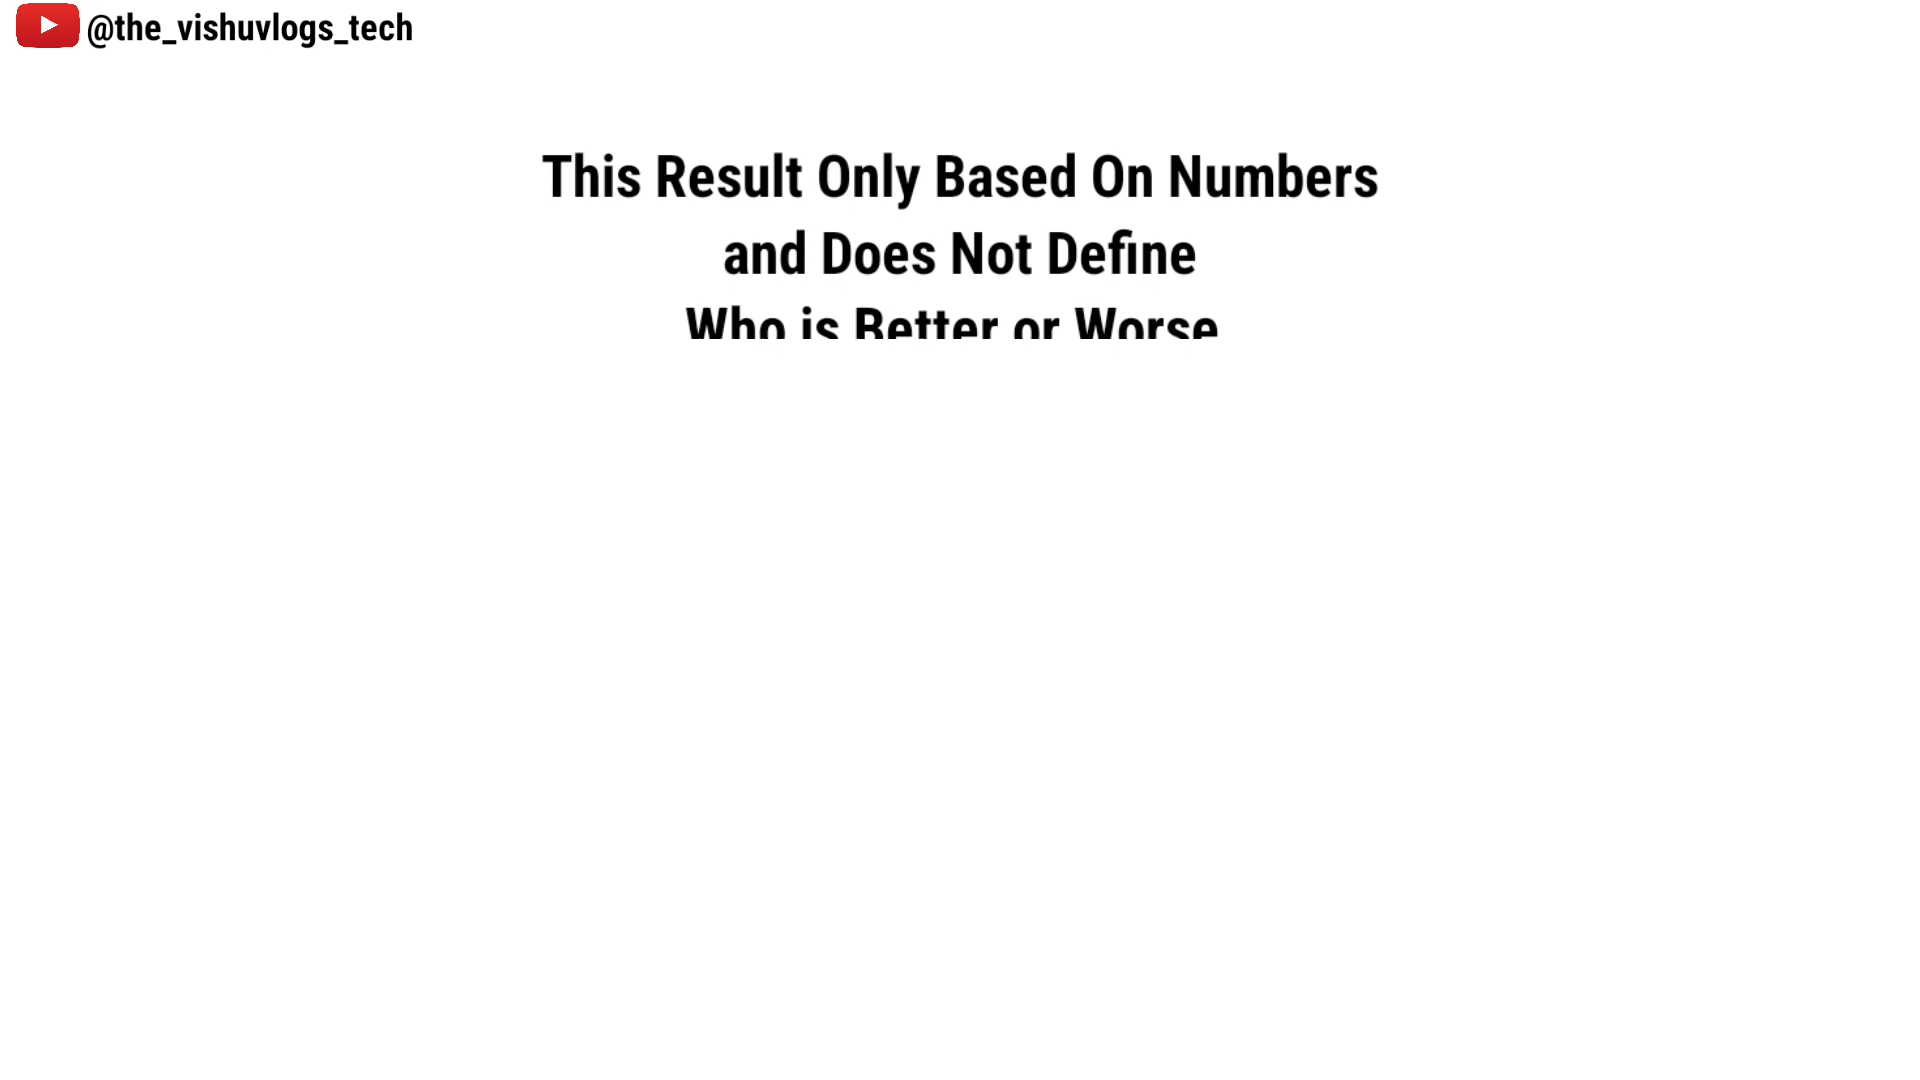 @the_vishuvlogs_tech
This Result Only Based On Numbers
and Does Not Define
Who is Better or Worse